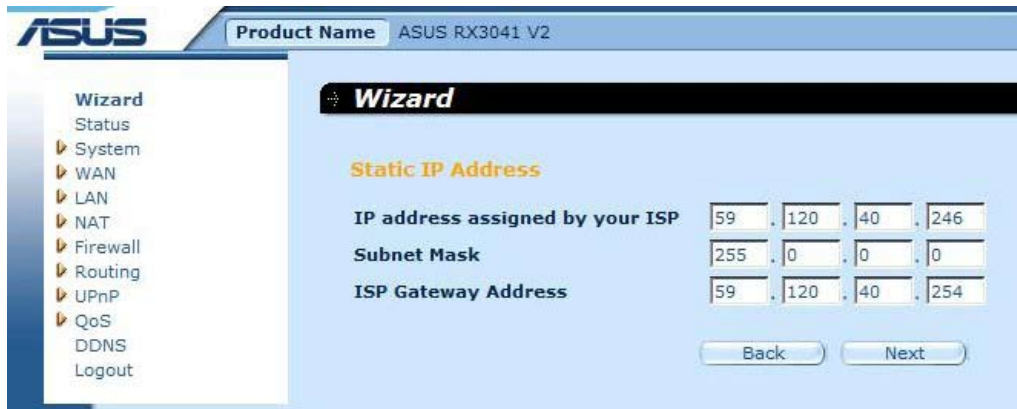 ASUS
Product Name ASUS RX3041 V2
Wizard
Status
System
WAN
LAN
NAT
Firewall
Routing
UPnP
QoS
DDNS
Logout
Wizard
Static IP Address
IP address assigned by your ISP 59 . 120 . 40 . 246
Subnet Mask 255 . 0 . 0 . 0
ISP Gateway Address 59 . 120 . 40 . 254
Back Next